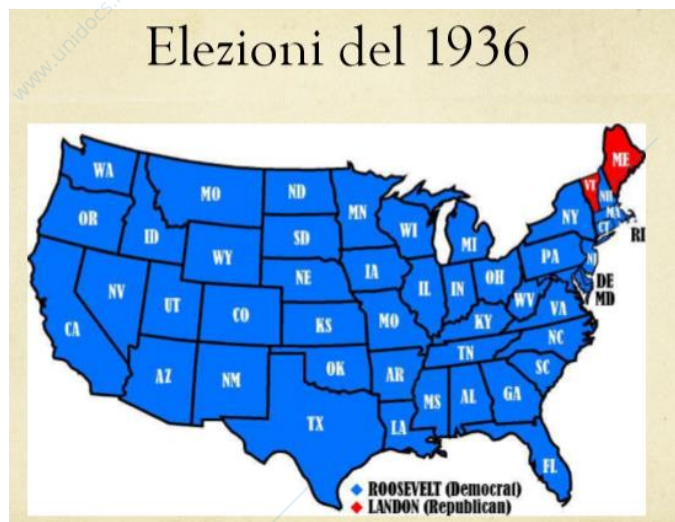 www.unidocs.
Elezioni del 1936
WA
MO
ND
MN
ME
VT
NH
OR
ID
SD
WI
MI
NY
MA
CT
RI
WY
NE
IA
PA
NJ
NV
UT
CO
IL
IN
OH
WV
VA
DE
MD
CA
KS
MO
KY
NC
AZ
NM
OK
AR
TN
SC
TX
LA
MS
AL
GA
FL
ROOSEVELT (Democrat)
LANDON (Republican)